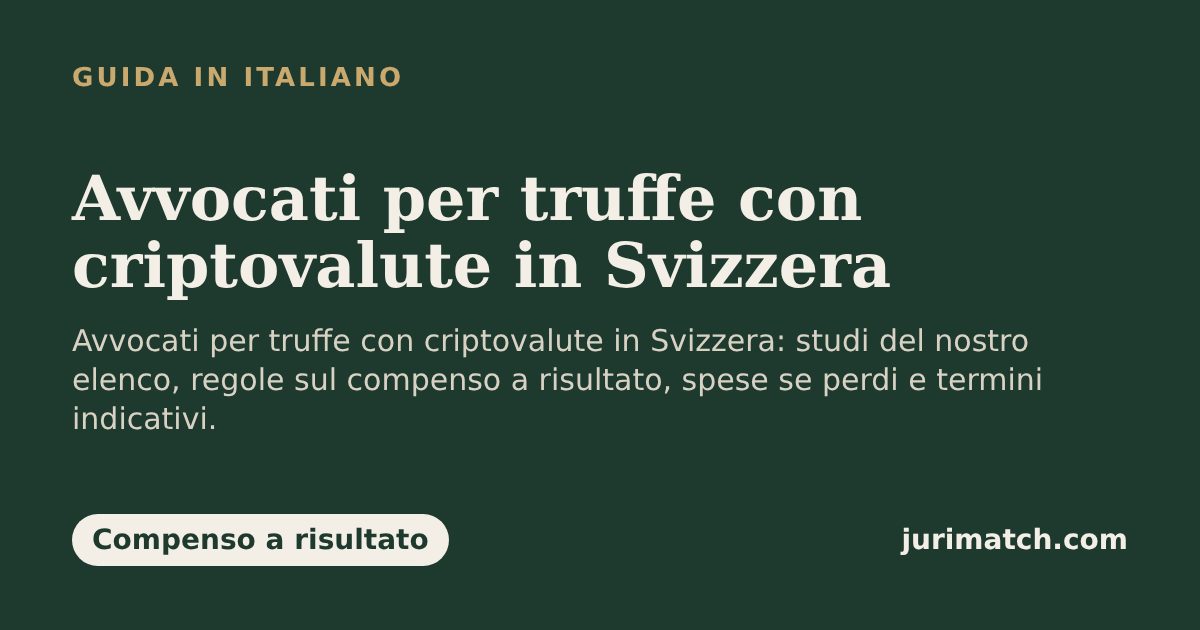 GUIDA IN ITALIANO
Avvocati per truffe con
criptovalute in Svizzera
Avvocati per truffe con criptovalute in Svizzera: studi del nostro
elenco, regole sul compenso a risultato, spese se perdi e termini
indicativi.
Compenso a risultato
jurimatch.com